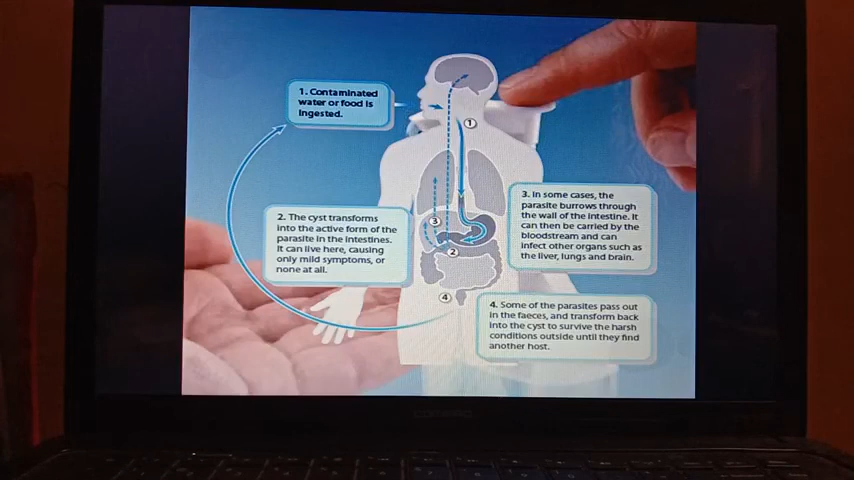 1. Contaminated
water or food is
ingested.
1
2. The cyst transforms
into the active form of the
parasite in the intestines.
It can live here, causing
only mild symptoms, or
none at all.
3
2
3. In some cases, the
parasite burrows through
the wall of the intestine. It
can then be carried by the
bloodstream and can
infect other organs such as
the liver, lungs and brain.
4
4. Some of the parasites pass out
in the faeces, and transform back
into the cyst to survive the harsh
conditions outside until they find
another host.